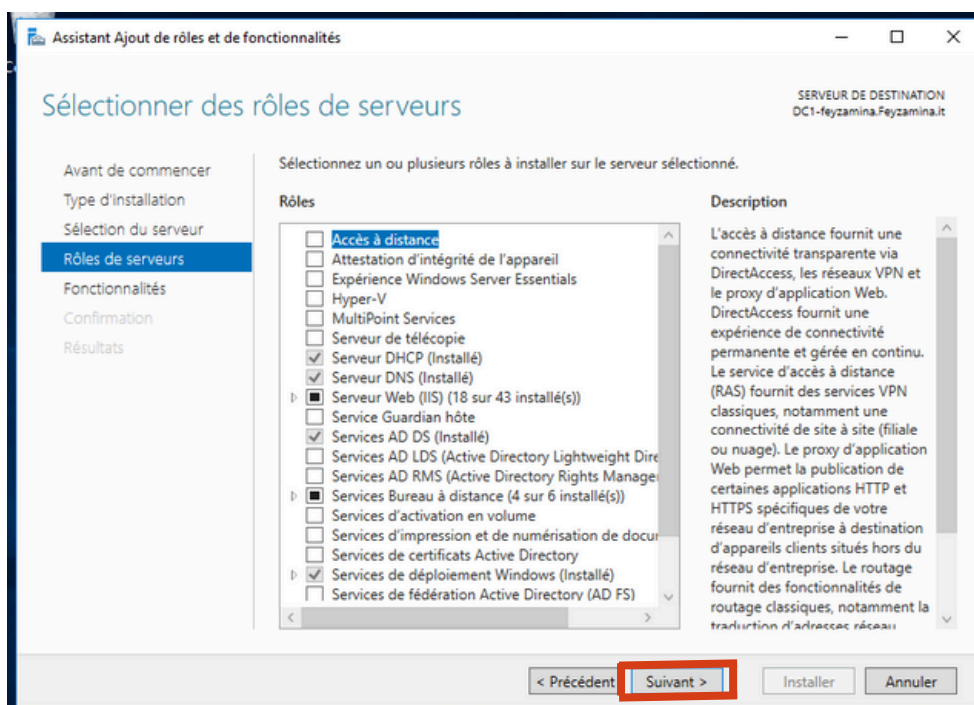 Assistant Ajout de rôles et de fonctionnalités
Sélectionner des rôles de serveurs
SERVEUR DE DESTINATION
DC1-feyzamina.Feyzamina.it
Avant de commencer
Type d'installation
Sélection du serveur
Rôles de serveurs
Fonctionnalités
Confirmation
Résultats
Sélectionnez un ou plusieurs rôles à installer sur le serveur sélectionné.
Rôles
Accès à distance
Attestation d'intégrité de l'appareil
Expérience Windows Server Essentials
Hyper-V
MultiPoint Services
Serveur de télécopie
Serveur DHCP (Installé)
Serveur DNS (Installé)
Serveur Web (IIS) (18 sur 43 installé(s))
Service Guardian hôte
Services AD DS (Installé)
Services AD LDS (Active Directory Lightweight Dire
Services AD RMS (Active Directory Rights Manage
Services Bureau à distance (4 sur 6 installé(s))
Services d'activation en volume
Services d'impression et de numérisation de docu
Services de certificats Active Directory
Services de déploiement Windows (Installé)
Services de fédération Active Directory (AD FS)
Description
L'accès à distance fournit une
connectivité transparente via
DirectAccess, les réseaux VPN et
le proxy d'application Web.
DirectAccess fournit une
expérience de connectivité
permanente et gérée en continu.
Le service d'accès à distance
(RAS) fournit des services VPN
classiques, notamment une
connectivité de site à site (filiale
ou nuage). Le proxy d'application
Web permet la publication de
certaines applications HTTP et
HTTPS spécifiques de votre
réseau d'entreprise à destination
d'appareils clients situés hors du
réseau d'entreprise. Le routage
fournit des fonctionnalités de
routage classiques, notamment la
traduction d'adresses réseau
< Précédent
Suivant >
Installer
Annuler